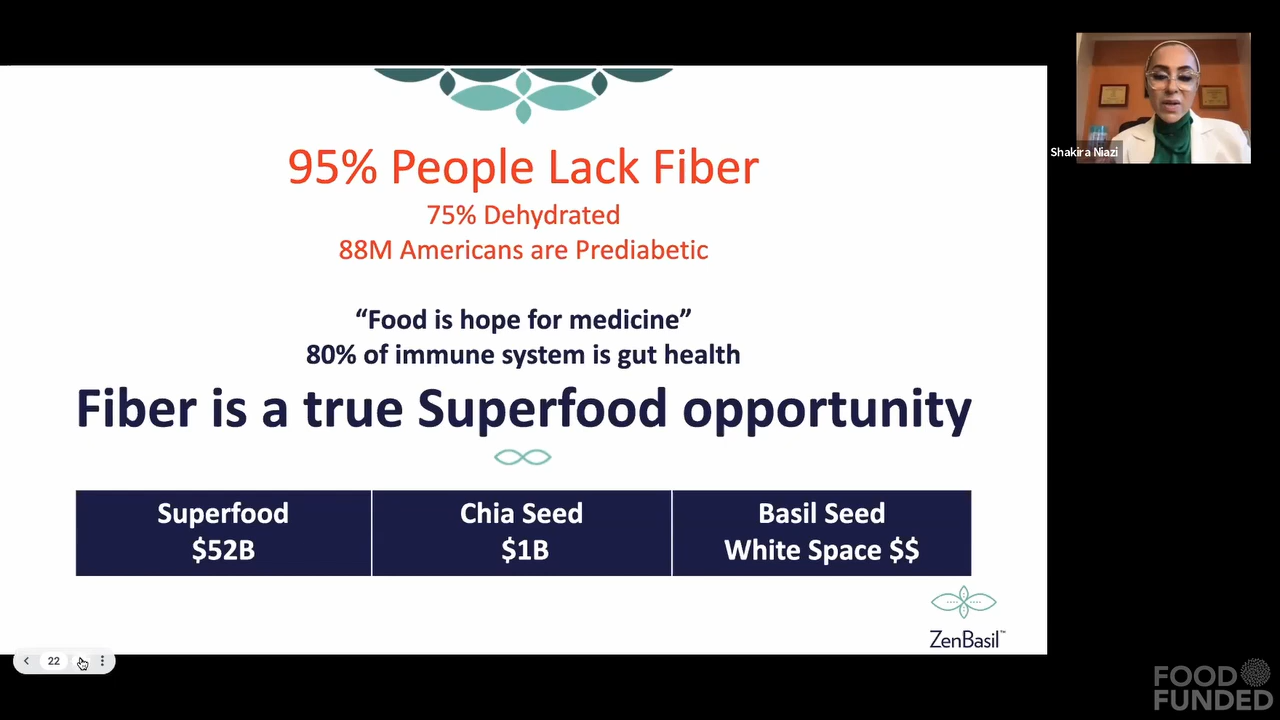 95% People Lack Fiber
75% Dehydrated
88M Americans are Prediabetic
“Food is hope for medicine”
80% of immune system is gut health
Fiber is a true Superfood opportunity
Superfood
$52B
Chia Seed
$1B
Basil Seed
White Space $$
ZenBasil™
22
Shakira Niazi
FOOD
FUNDED